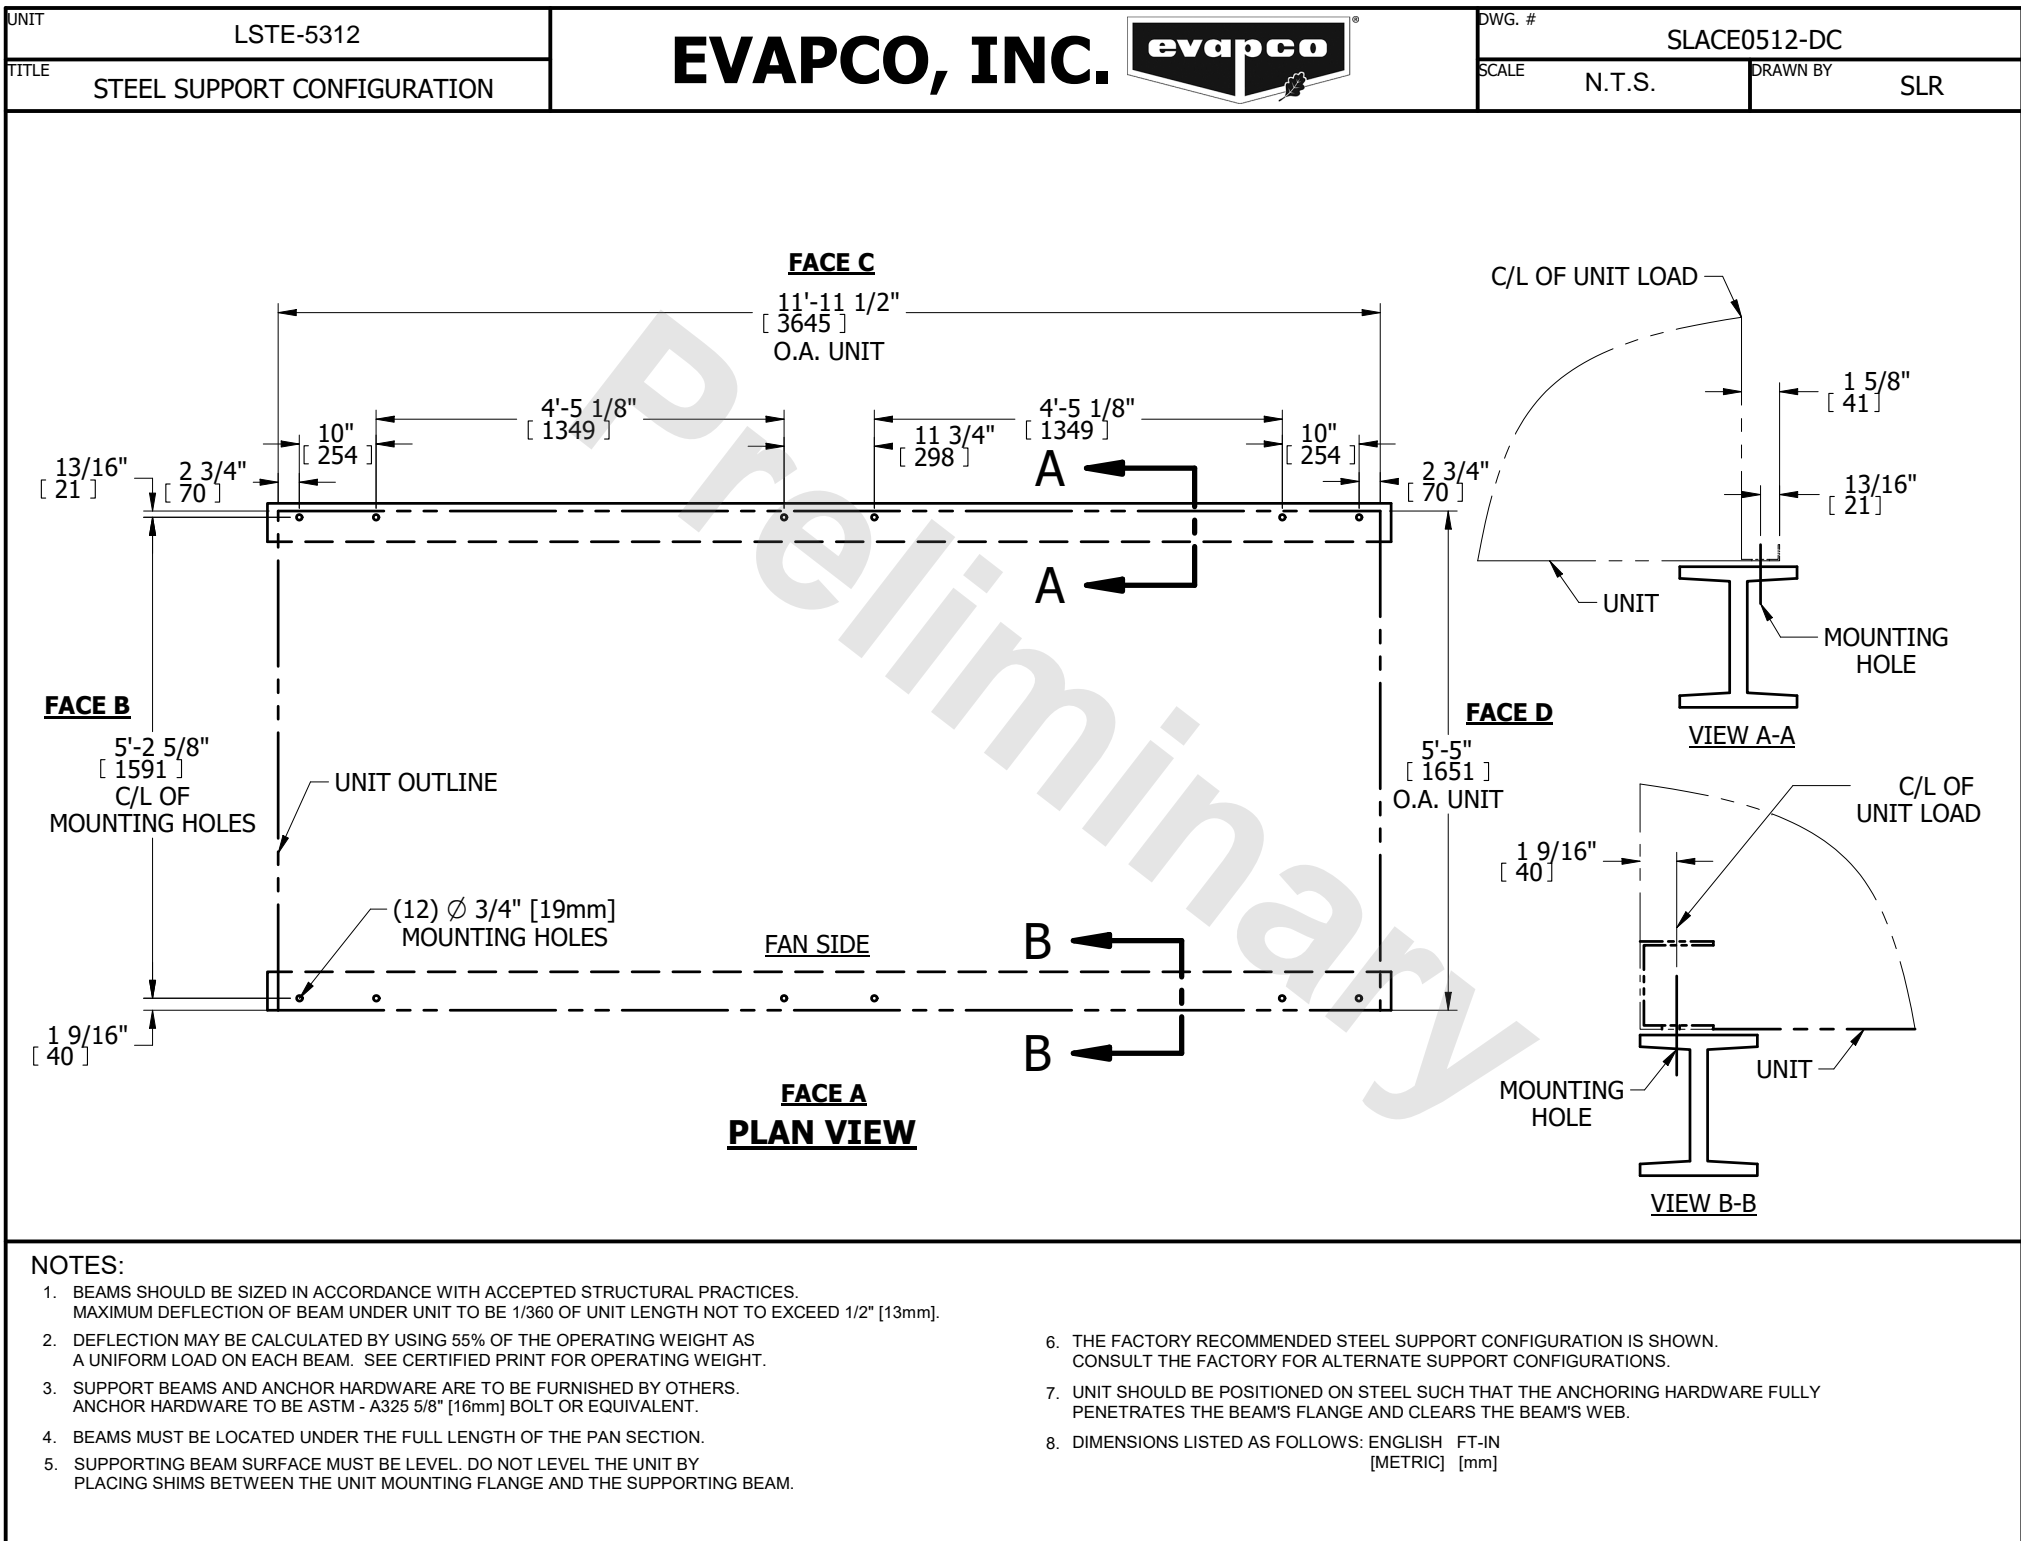 UNIT
LSTE-5312
TITLE
STEEL SUPPORT CONFIGURATION
EVAPCO, INC.
evapco
®
DWG. #
SLACE0512-DC
SCALE
N.T.S.
DRAWN BY
SLR
FACE C
11'-11 1/2"
[ 3645 ]
O.A. UNIT
4'-5 1/8"
[ 1349 ]
4'-5 1/8"
[ 1349 ]
10"
[ 254 ]
11 3/4"
[ 298 ]
10"
[ 254 ]
13/16"
[ 21 ]
2 3/4"
[ 70 ]
2 3/4"
[ 70 ]
A
A
FACE B
5'-2 5/8"
[ 1591 ]
C/L OF
MOUNTING HOLES
UNIT OUTLINE
FACE D
5'-5"
[ 1651 ]
O.A. UNIT
(12) ∅ 3/4" [19mm]
MOUNTING HOLES
FAN SIDE
B
B
1 9/16"
[ 40 ]
FACE A
PLAN VIEW
Preliminary
C/L OF UNIT LOAD
1 5/8"
[ 41]
13/16"
[ 21]
UNIT
MOUNTING
HOLE
VIEW A-A
C/L OF
UNIT LOAD
1 9/16"
[ 40]
UNIT
MOUNTING
HOLE
VIEW B-B
NOTES:
1. BEAMS SHOULD BE SIZED IN ACCORDANCE WITH ACCEPTED STRUCTURAL PRACTICES.
MAXIMUM DEFLECTION OF BEAM UNDER UNIT TO BE 1/360 OF UNIT LENGTH NOT TO EXCEED 1/2" [13mm].
2. DEFLECTION MAY BE CALCULATED BY USING 55% OF THE OPERATING WEIGHT AS
A UNIFORM LOAD ON EACH BEAM. SEE CERTIFIED PRINT FOR OPERATING WEIGHT.
3. SUPPORT BEAMS AND ANCHOR HARDWARE ARE TO BE FURNISHED BY OTHERS.
ANCHOR HARDWARE TO BE ASTM - A325 5/8" [16mm] BOLT OR EQUIVALENT.
4. BEAMS MUST BE LOCATED UNDER THE FULL LENGTH OF THE PAN SECTION.
5. SUPPORTING BEAM SURFACE MUST BE LEVEL. DO NOT LEVEL THE UNIT BY
PLACING SHIMS BETWEEN THE UNIT MOUNTING FLANGE AND THE SUPPORTING BEAM.
6. THE FACTORY RECOMMENDED STEEL SUPPORT CONFIGURATION IS SHOWN.
CONSULT THE FACTORY FOR ALTERNATE SUPPORT CONFIGURATIONS.
7. UNIT SHOULD BE POSITIONED ON STEEL SUCH THAT THE ANCHORING HARDWARE FULLY
PENETRATES THE BEAM'S FLANGE AND CLEARS THE BEAM'S WEB.
8. DIMENSIONS LISTED AS FOLLOWS: ENGLISH FT-IN
[METRIC] [mm]